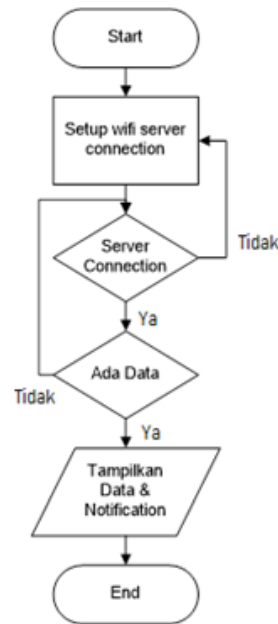 Start
Setup wifi server
connection
Server
Connection
Tidak
Ya
Ada Data
Tidak
Ya
Tampilkan
Data &
Notification
End